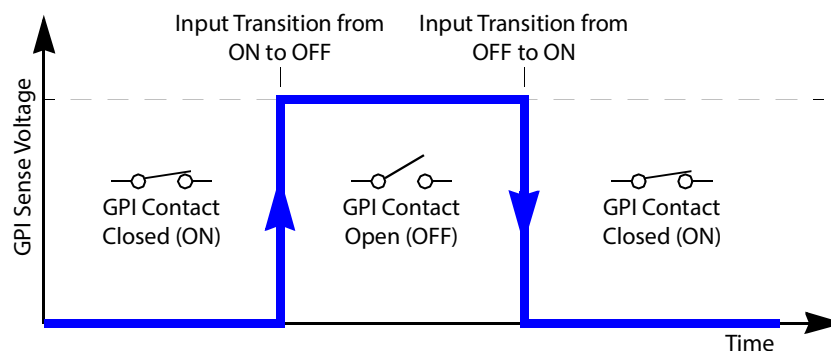 Input Transition from
ON to OFF
Input Transition from
OFF to ON
GPI Sense Voltage
GPI Contact
Closed (ON)
GPI Contact
Open (OFF)
GPI Contact
Closed (ON)
Time